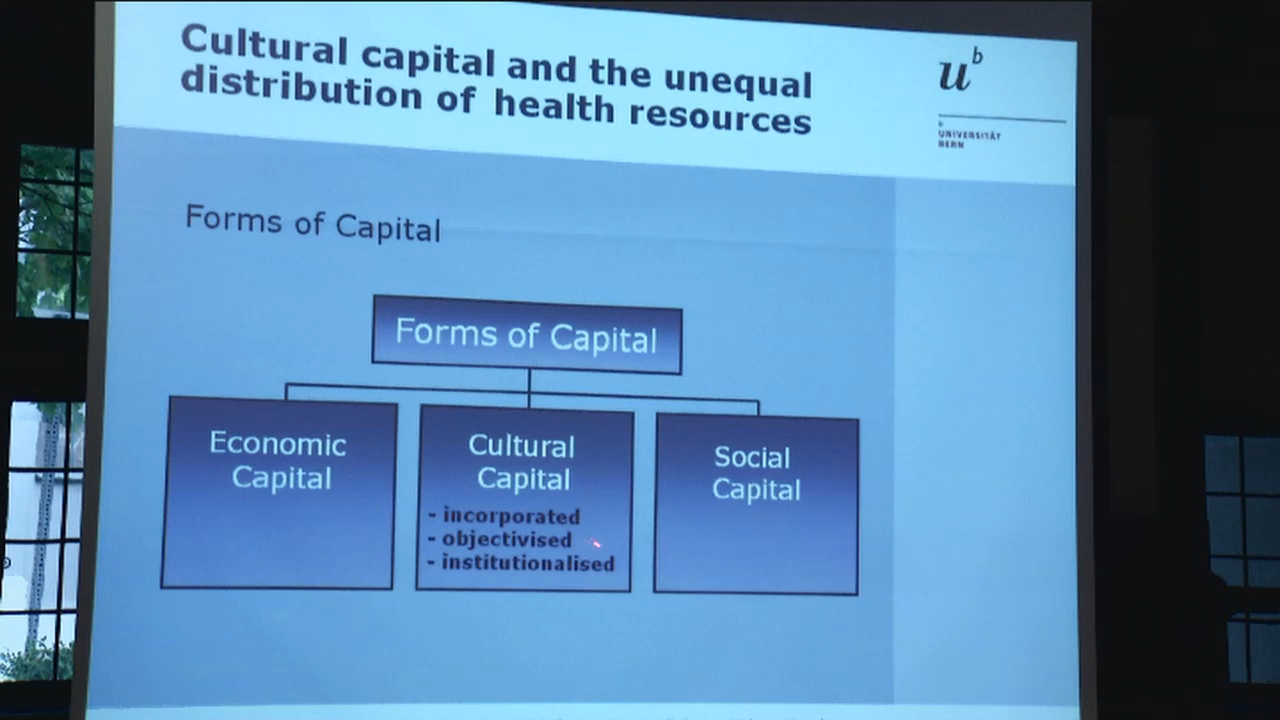 Cultural capital and the unequal
distribution of health resources
u b
b
UNIVERSITÄT
BERN
Forms of Capital
Forms of Capital
Economic
Capital
Cultural
Capital
- incorporated
- objectivised
- institutionalised
Social
Capital